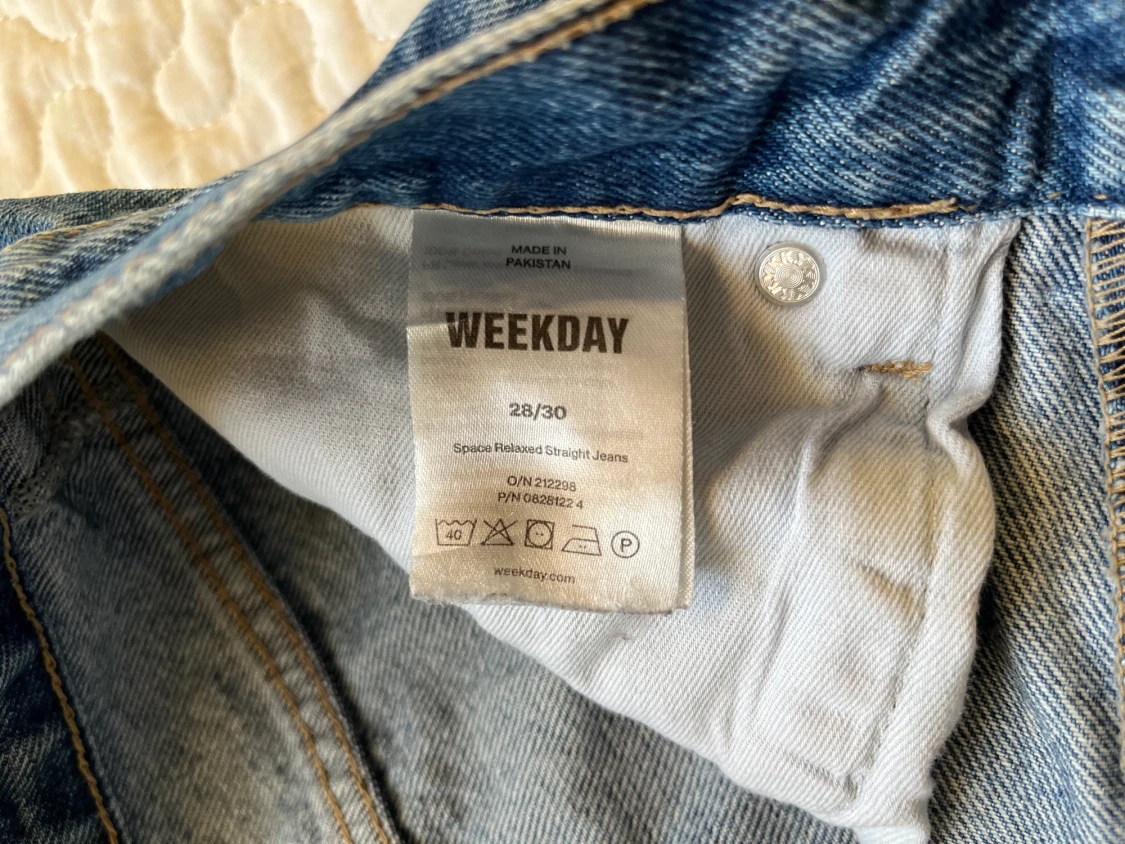 MADE IN
PAKISTAN
WEEKDAY
28/30
Space Relaxed Straight Jeans
O/N 212298
P/N 0828122 4
40
P
weekday.com